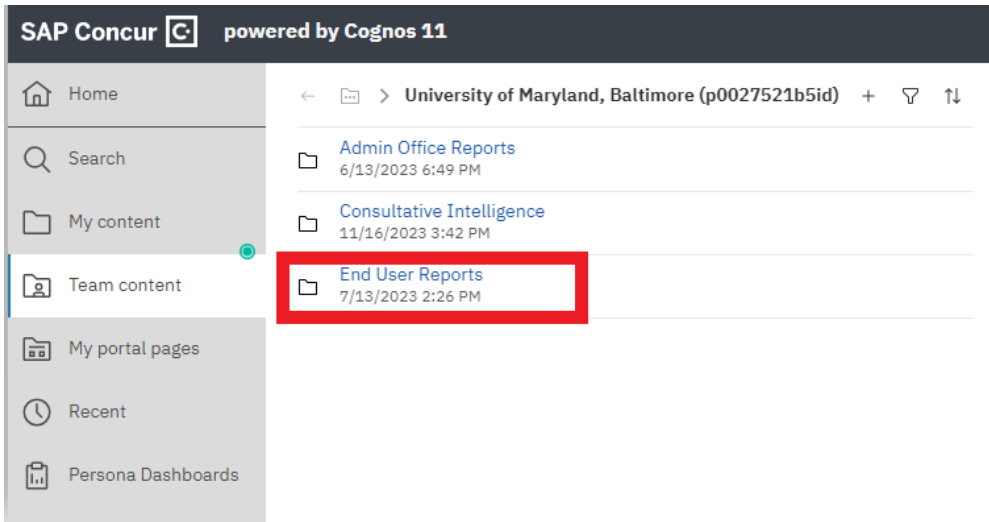 SAP Concur C powered by Cognos 11
Home
Search
My content
Team content
My portal pages
Recent
Persona Dashboards
University of Maryland, Baltimore (p0027521b5id)
Admin Office Reports
6/13/2023 6:49 PM
Consultative Intelligence
11/16/2023 3:42 PM
End User Reports
7/13/2023 2:26 PM